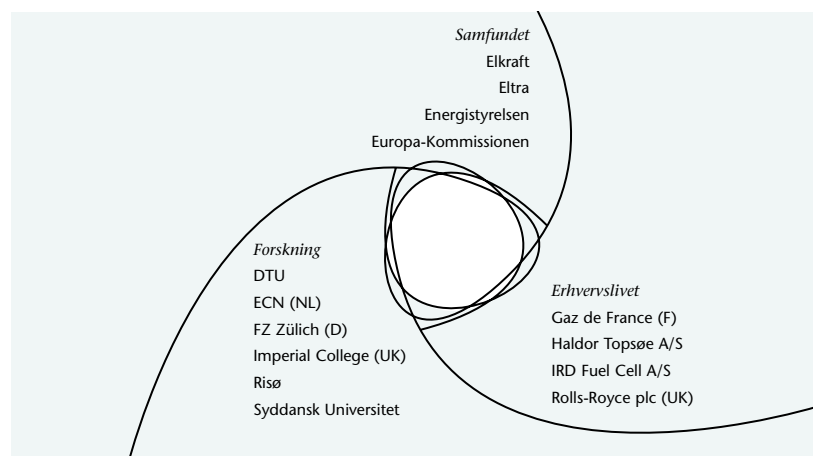 Samfundet
Elkraft
Eltra
Energistyrelsen
Europa-Kommissionen
Forskning
DTU
ECN (NL)
FZ Zülich (D)
Imperial College (UK)
Risø
Syddansk Universitet
Erhvervslivet
Gaz de France (F)
Haldor Topsøe A/S
IRD Fuel Cell A/S
Rolls-Royce plc (UK)